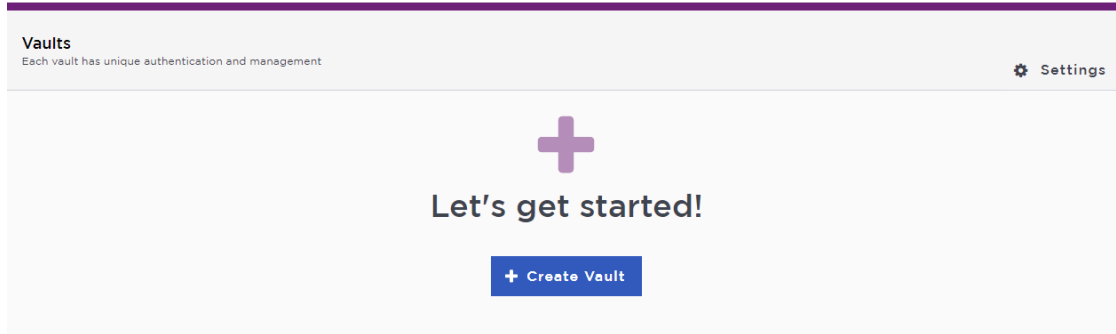 Vaults
Each vault has unique authentication and management
Settings
Let's get started!
Create Vault